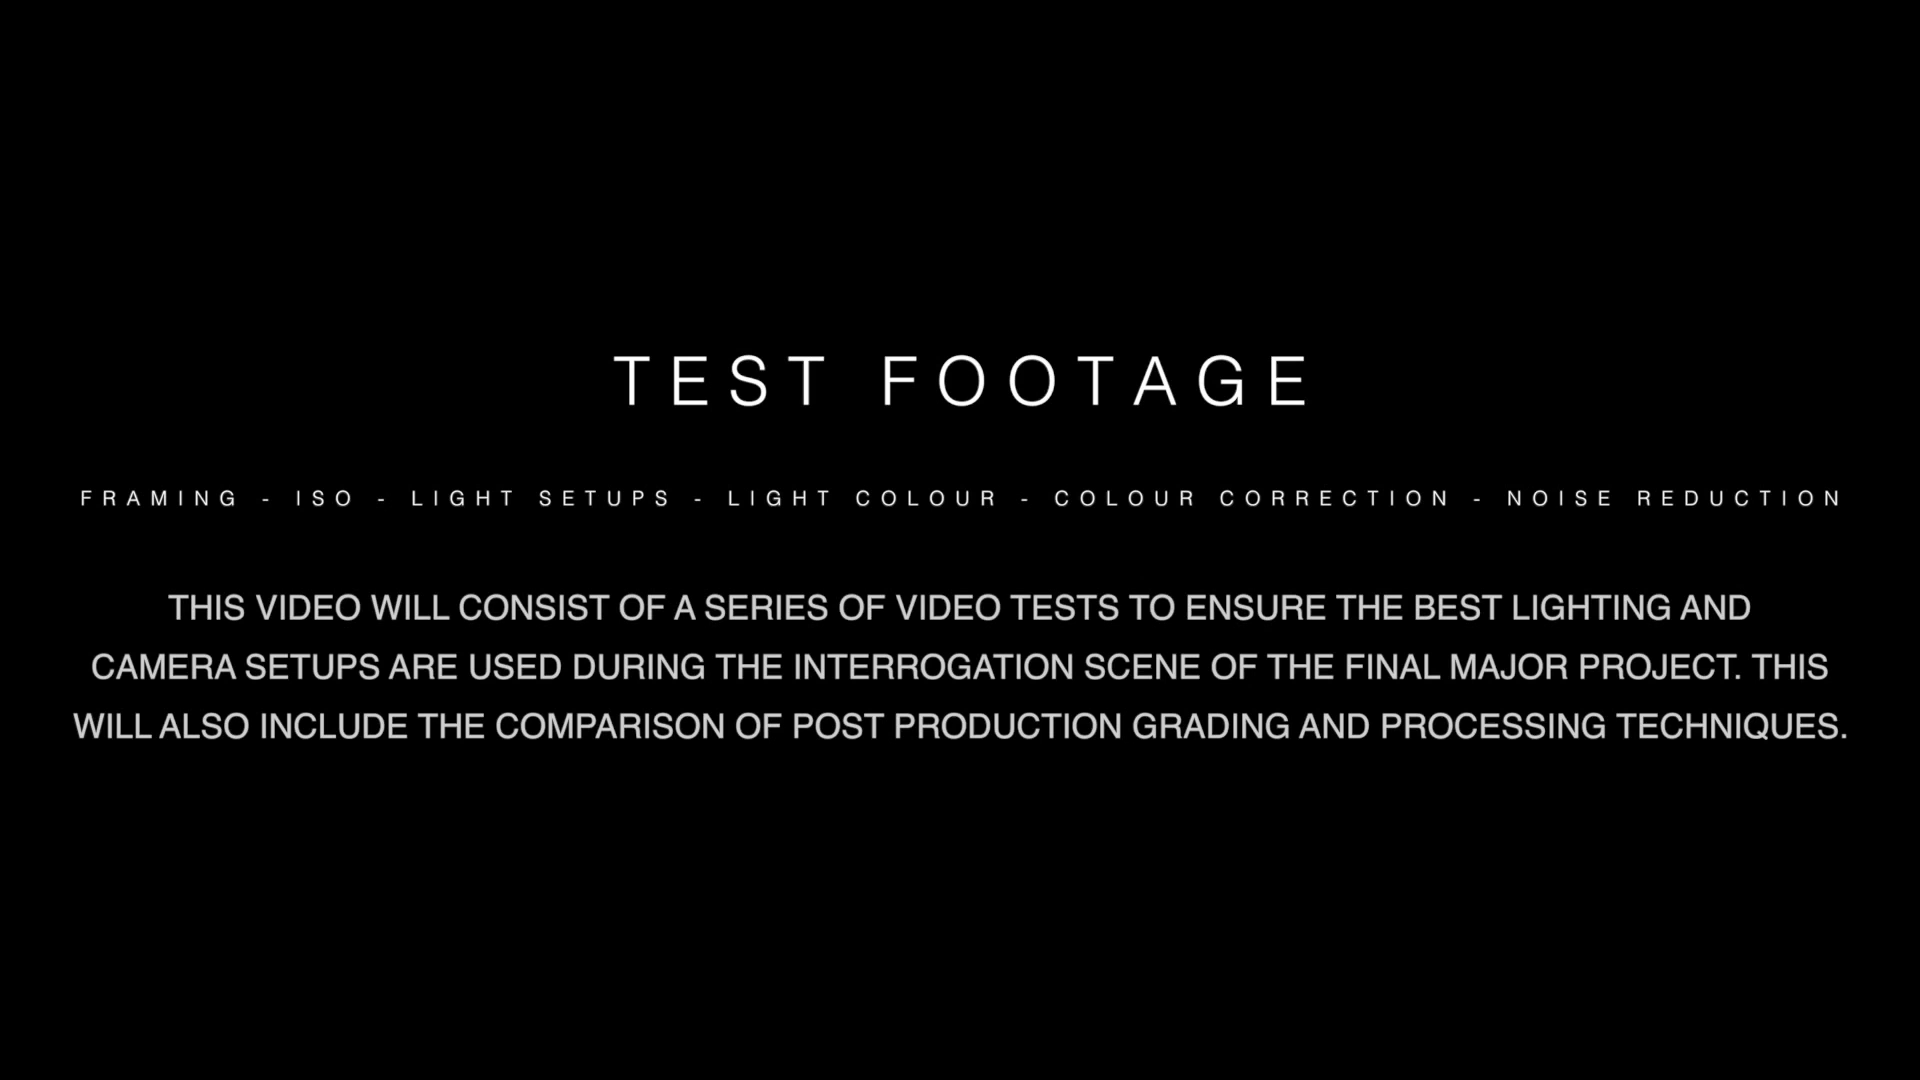 TEST FOOTAGE
FRAMING - ISO - LIGHT SETUPS - LIGHT COLOUR - COLOUR CORRECTION - NOISE REDUCTION
THIS VIDEO WILL CONSIST OF A SERIES OF VIDEO TESTS TO ENSURE THE BEST LIGHTING AND
CAMERA SETUPS ARE USED DURING THE INTERROGATION SCENE OF THE FINAL MAJOR PROJECT. THIS
WILL ALSO INCLUDE THE COMPARISON OF POST PRODUCTION GRADING AND PROCESSING TECHNIQUES.